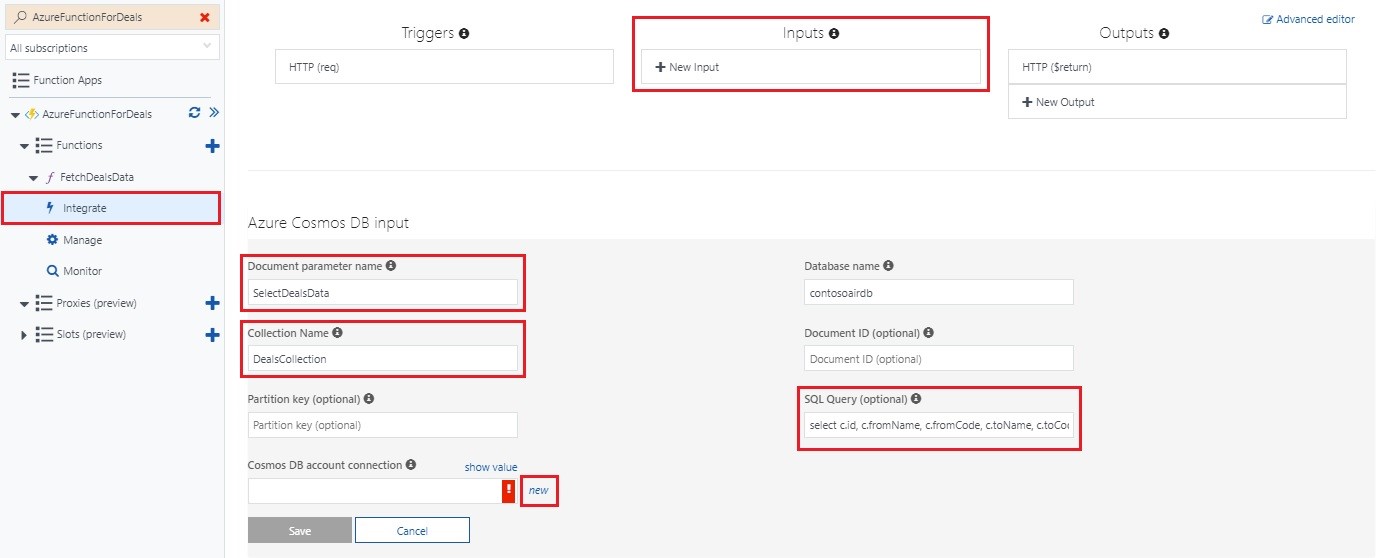 AzureFunctionForDeals
All subscriptions
Function Apps
AzureFunctionForDeals
Functions
FetchDealsData
Integrate
Manage
Monitor
Proxies (preview)
Slots (preview)
Advanced editor
Triggers
HTTP (req)
Inputs
New Input
Outputs
HTTP ($return)
New Output
Azure Cosmos DB input
Document parameter name
SelectDealsData
Database name
contosoairdb
Collection Name
DealsCollection
Document ID (optional)
Document ID (optional)
Partition key (optional)
Partition key (optional)
SQL Query (optional)
select c.id, c.fromName, c.fromCode, c.toName, c.toCo
Cosmos DB account connection
show value
new
Save
Cancel